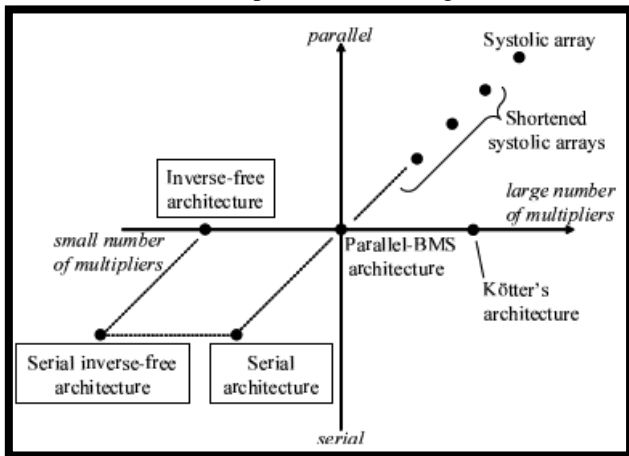 parallel
Systolic array
Shortened
systolic arrays
Inverse-free
architecture
large number
of multipliers
small number
of multipliers
Parallel-BMS
architecture
Kötter's
architecture
Serial inverse-free
architecture
Serial
architecture
serial